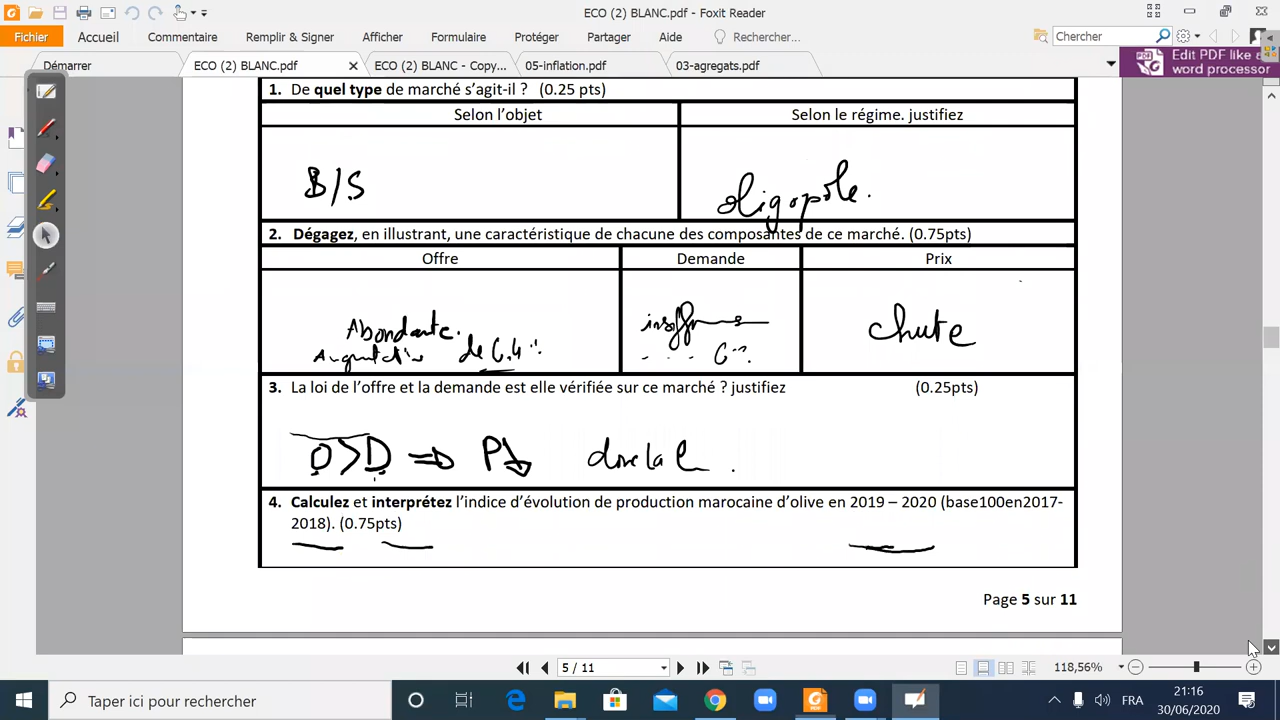 ECO (2) BLANC.pdf - Foxit Reader
Fichier Accueil Commentaire Remplir & Signer Afficher Formulaire Protéger Partager Aide Rechercher... Chercher
Démarrer ECO (2) BLANC.pdf ECO (2) BLANC - Copy... 05-inflation.pdf 03-agregats.pdf
Edit PDF like a
word processor
1. De quel type de marché s’agit-il ? (0.25 pts)
Selon l’objet Selon le régime. justifiez
B/S oligopole.
2. Dégagez, en illustrant, une caractéristique de chacune des composantes de ce marché. (0.75pts)
Offre Demande Prix
Abondante. chute
de 6.4 %
3. La loi de l’offre et la demande est elle vérifiée sur ce marché ? justifiez (0.25pts)
O>D => P↓ donc la
4. Calculez et interprétez l’indice d’évolution de production marocaine d’olive en 2019 – 2020 (base100en2017-
2018). (0.75pts)
Page 5 sur 11
5 / 11 118,56%
Taper ici pour rechercher FRA 21:16
30/06/2020